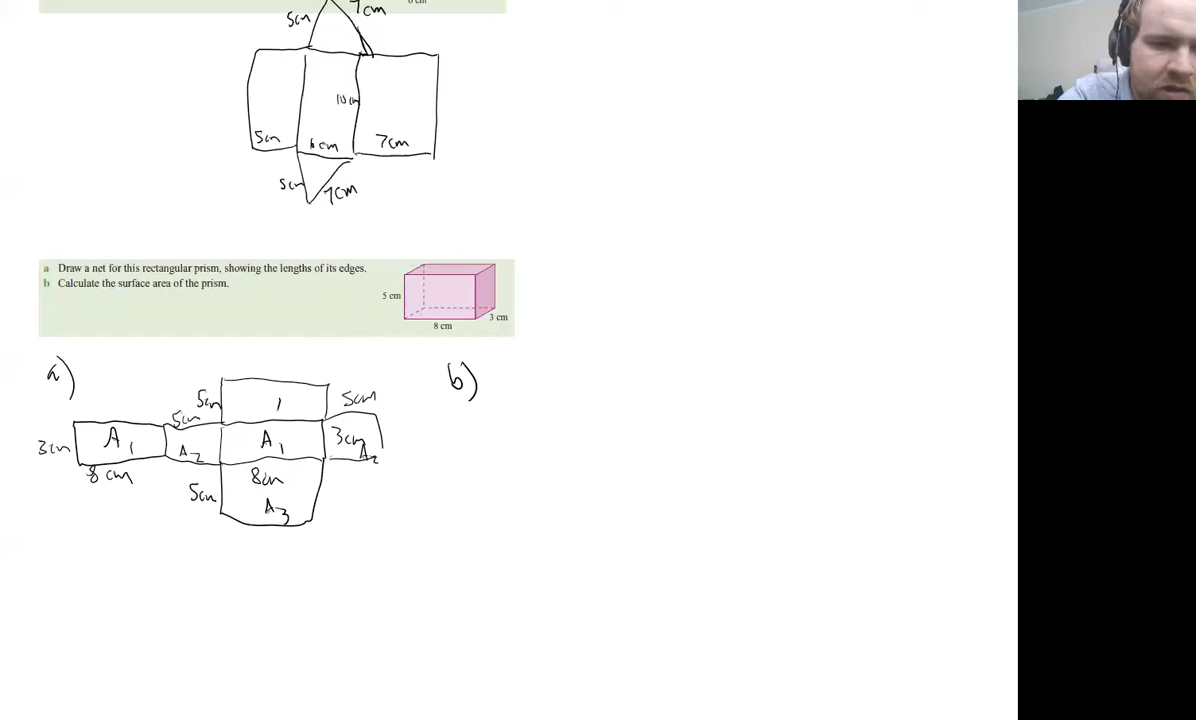 5cm 7cm
10cm
5cm 6cm 7cm
5cm 7cm
a Draw a net for this rectangular prism, showing the lengths of its edges.
b Calculate the surface area of the prism.
5 cm
3 cm
8 cm
a)
b)
5cm 5cm
5cm
3cm A1 A2 A1 3cm A2
8cm 8cm
5cm
A3